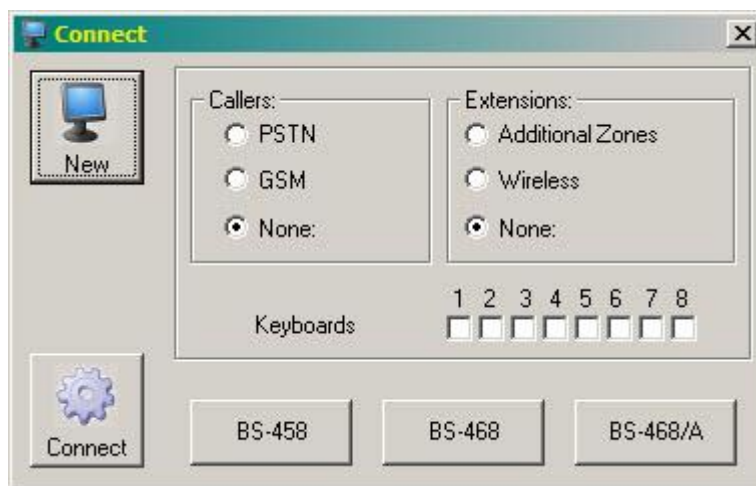 Connect
New
Callers:
PSTN
GSM
None:
Extensions:
Additional Zones
Wireless
None:
Keyboards
1 2 3 4 5 6 7 8
Connect
BS-458
BS-468
BS-468/A